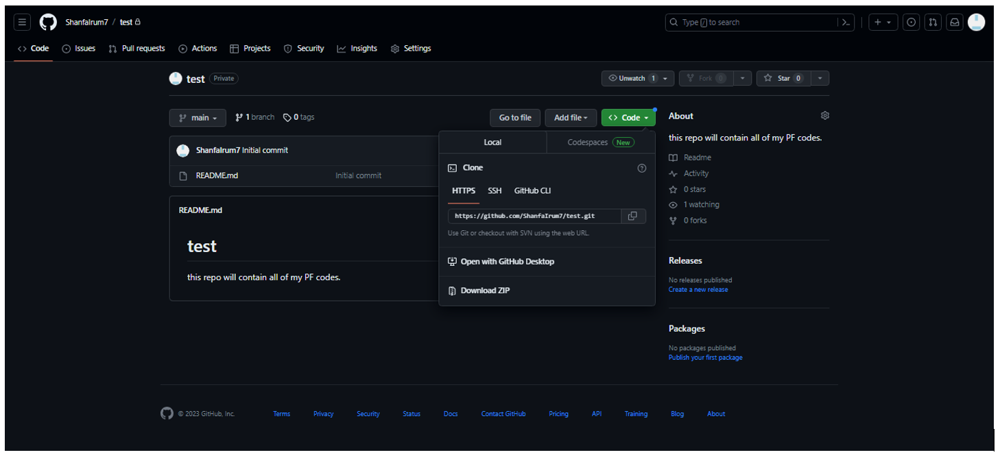 ShanfaIrum7 / test
Type / to search
Code Issues Pull requests Actions Projects Security Insights Settings
test Private
Unwatch 1 Fork 0 Star 0
main 1 branch 0 tags Go to file Add file Code
About
this repo will contain all of my PF codes.
Readme
Activity
0 stars
1 watching
0 forks
ShanfaIrum7 Initial commit
README.md Initial commit
README.md
test
this repo will contain all of my PF codes.
Local Codespaces New
Clone
HTTPS SSH GitHub CLI
https://github.com/ShanfaIrum7/test.git
Use Git or checkout with SVN using the web URL.
Open with GitHub Desktop
Download ZIP
Releases
No releases published
Create a new release
Packages
No packages published
Publish your first package
© 2023 GitHub, Inc. Terms Privacy Security Status Docs Contact GitHub Pricing API Training Blog About